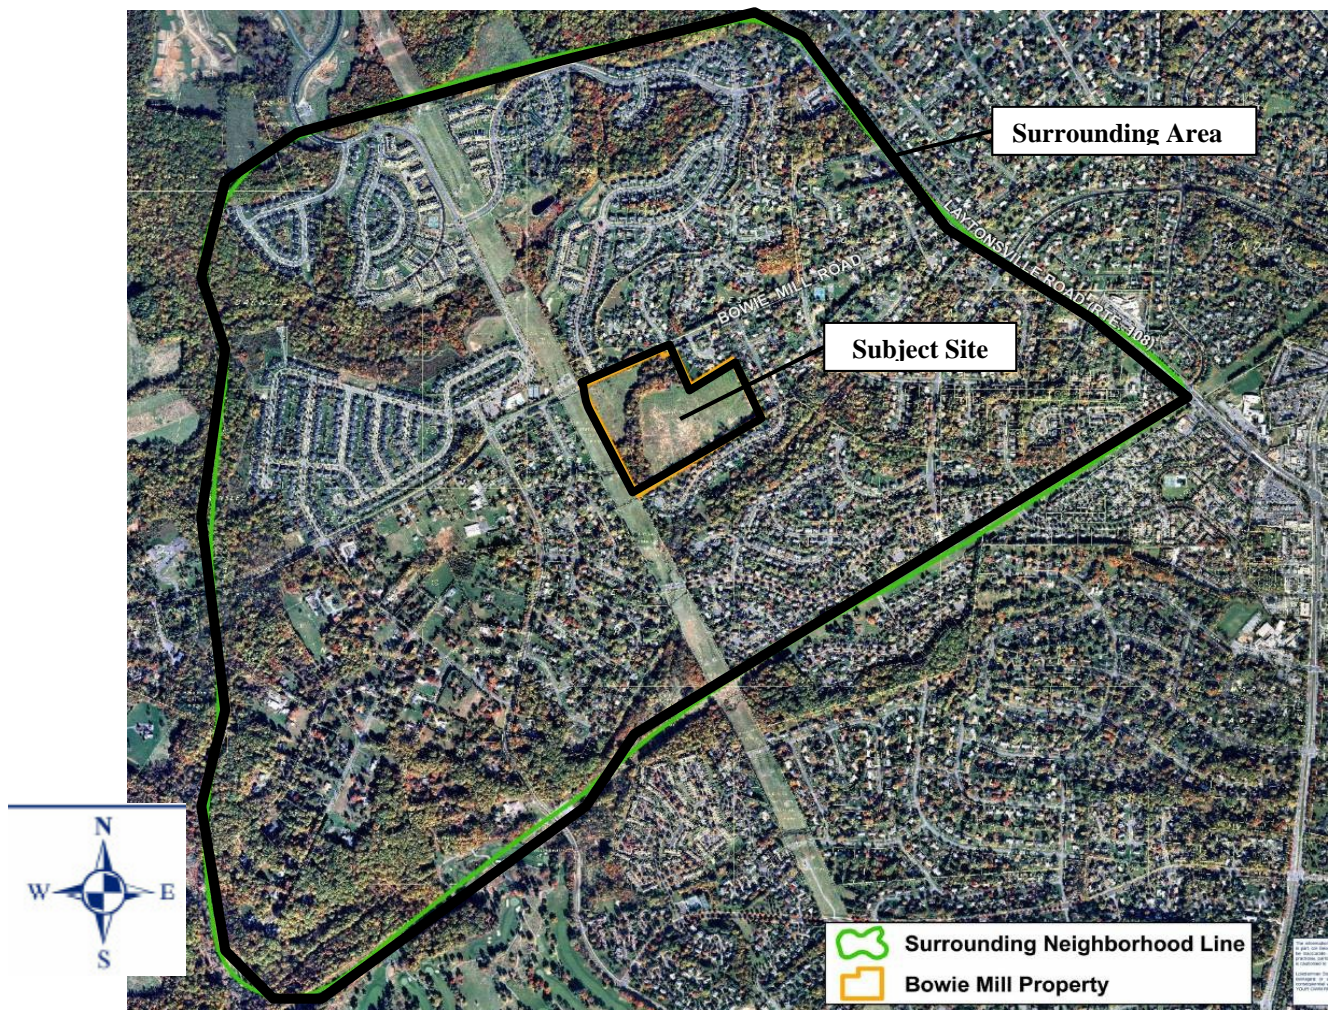 Surrounding Area
LAYTONSVILLE ROAD (RTE. 108)
BOWIE MILL ROAD
Subject Site
N
W E
S
Surrounding Neighborhood Line
Bowie Mill Property